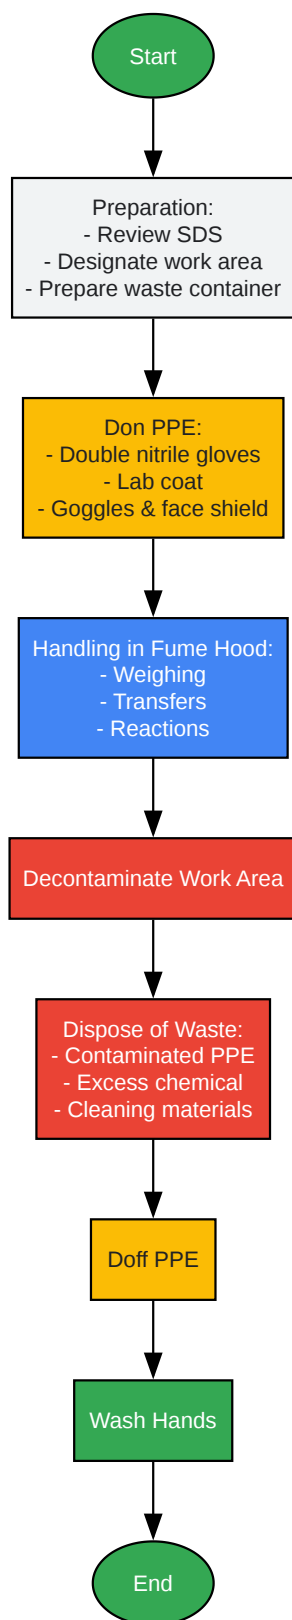 Start
Preparation:
- Review SDS
- Designate work area
- Prepare waste container
Don PPE:
- Double nitrile gloves
- Lab coat
- Goggles & face shield
Handling in Fume Hood:
- Weighing
- Transfers
- Reactions
Decontaminate Work Area
Dispose of Waste:
- Contaminated PPE
- Excess chemical
- Cleaning materials
Doff PPE
Wash Hands
End